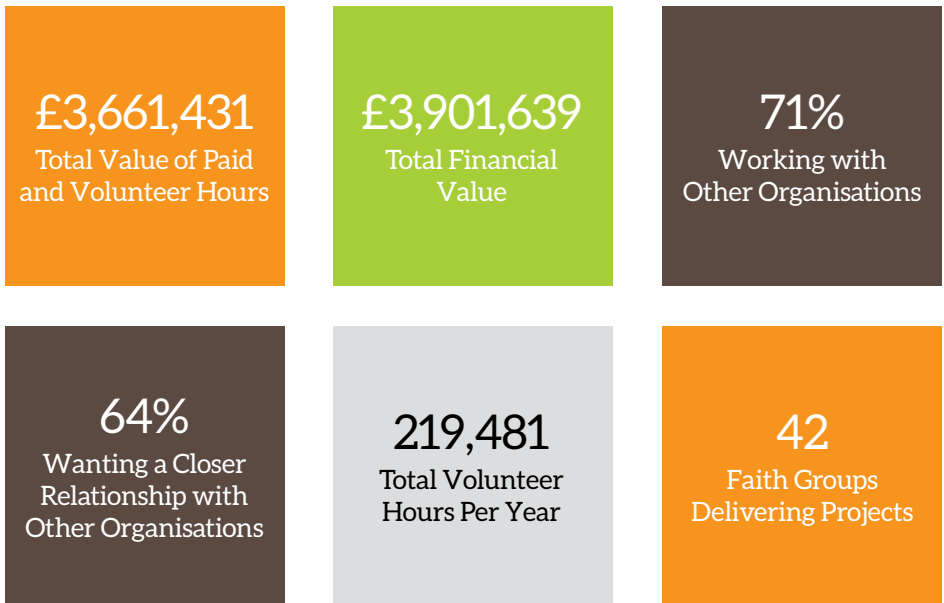 £3,661,431
Total Value of Paid
and Volunteer Hours
£3,901,639
Total Financial
Value
71%
Working with
Other Organisations
64%
Wanting a Closer
Relationship with
Other Organisations
219,481
Total Volunteer
Hours Per Year
42
Faith Groups
Delivering Projects